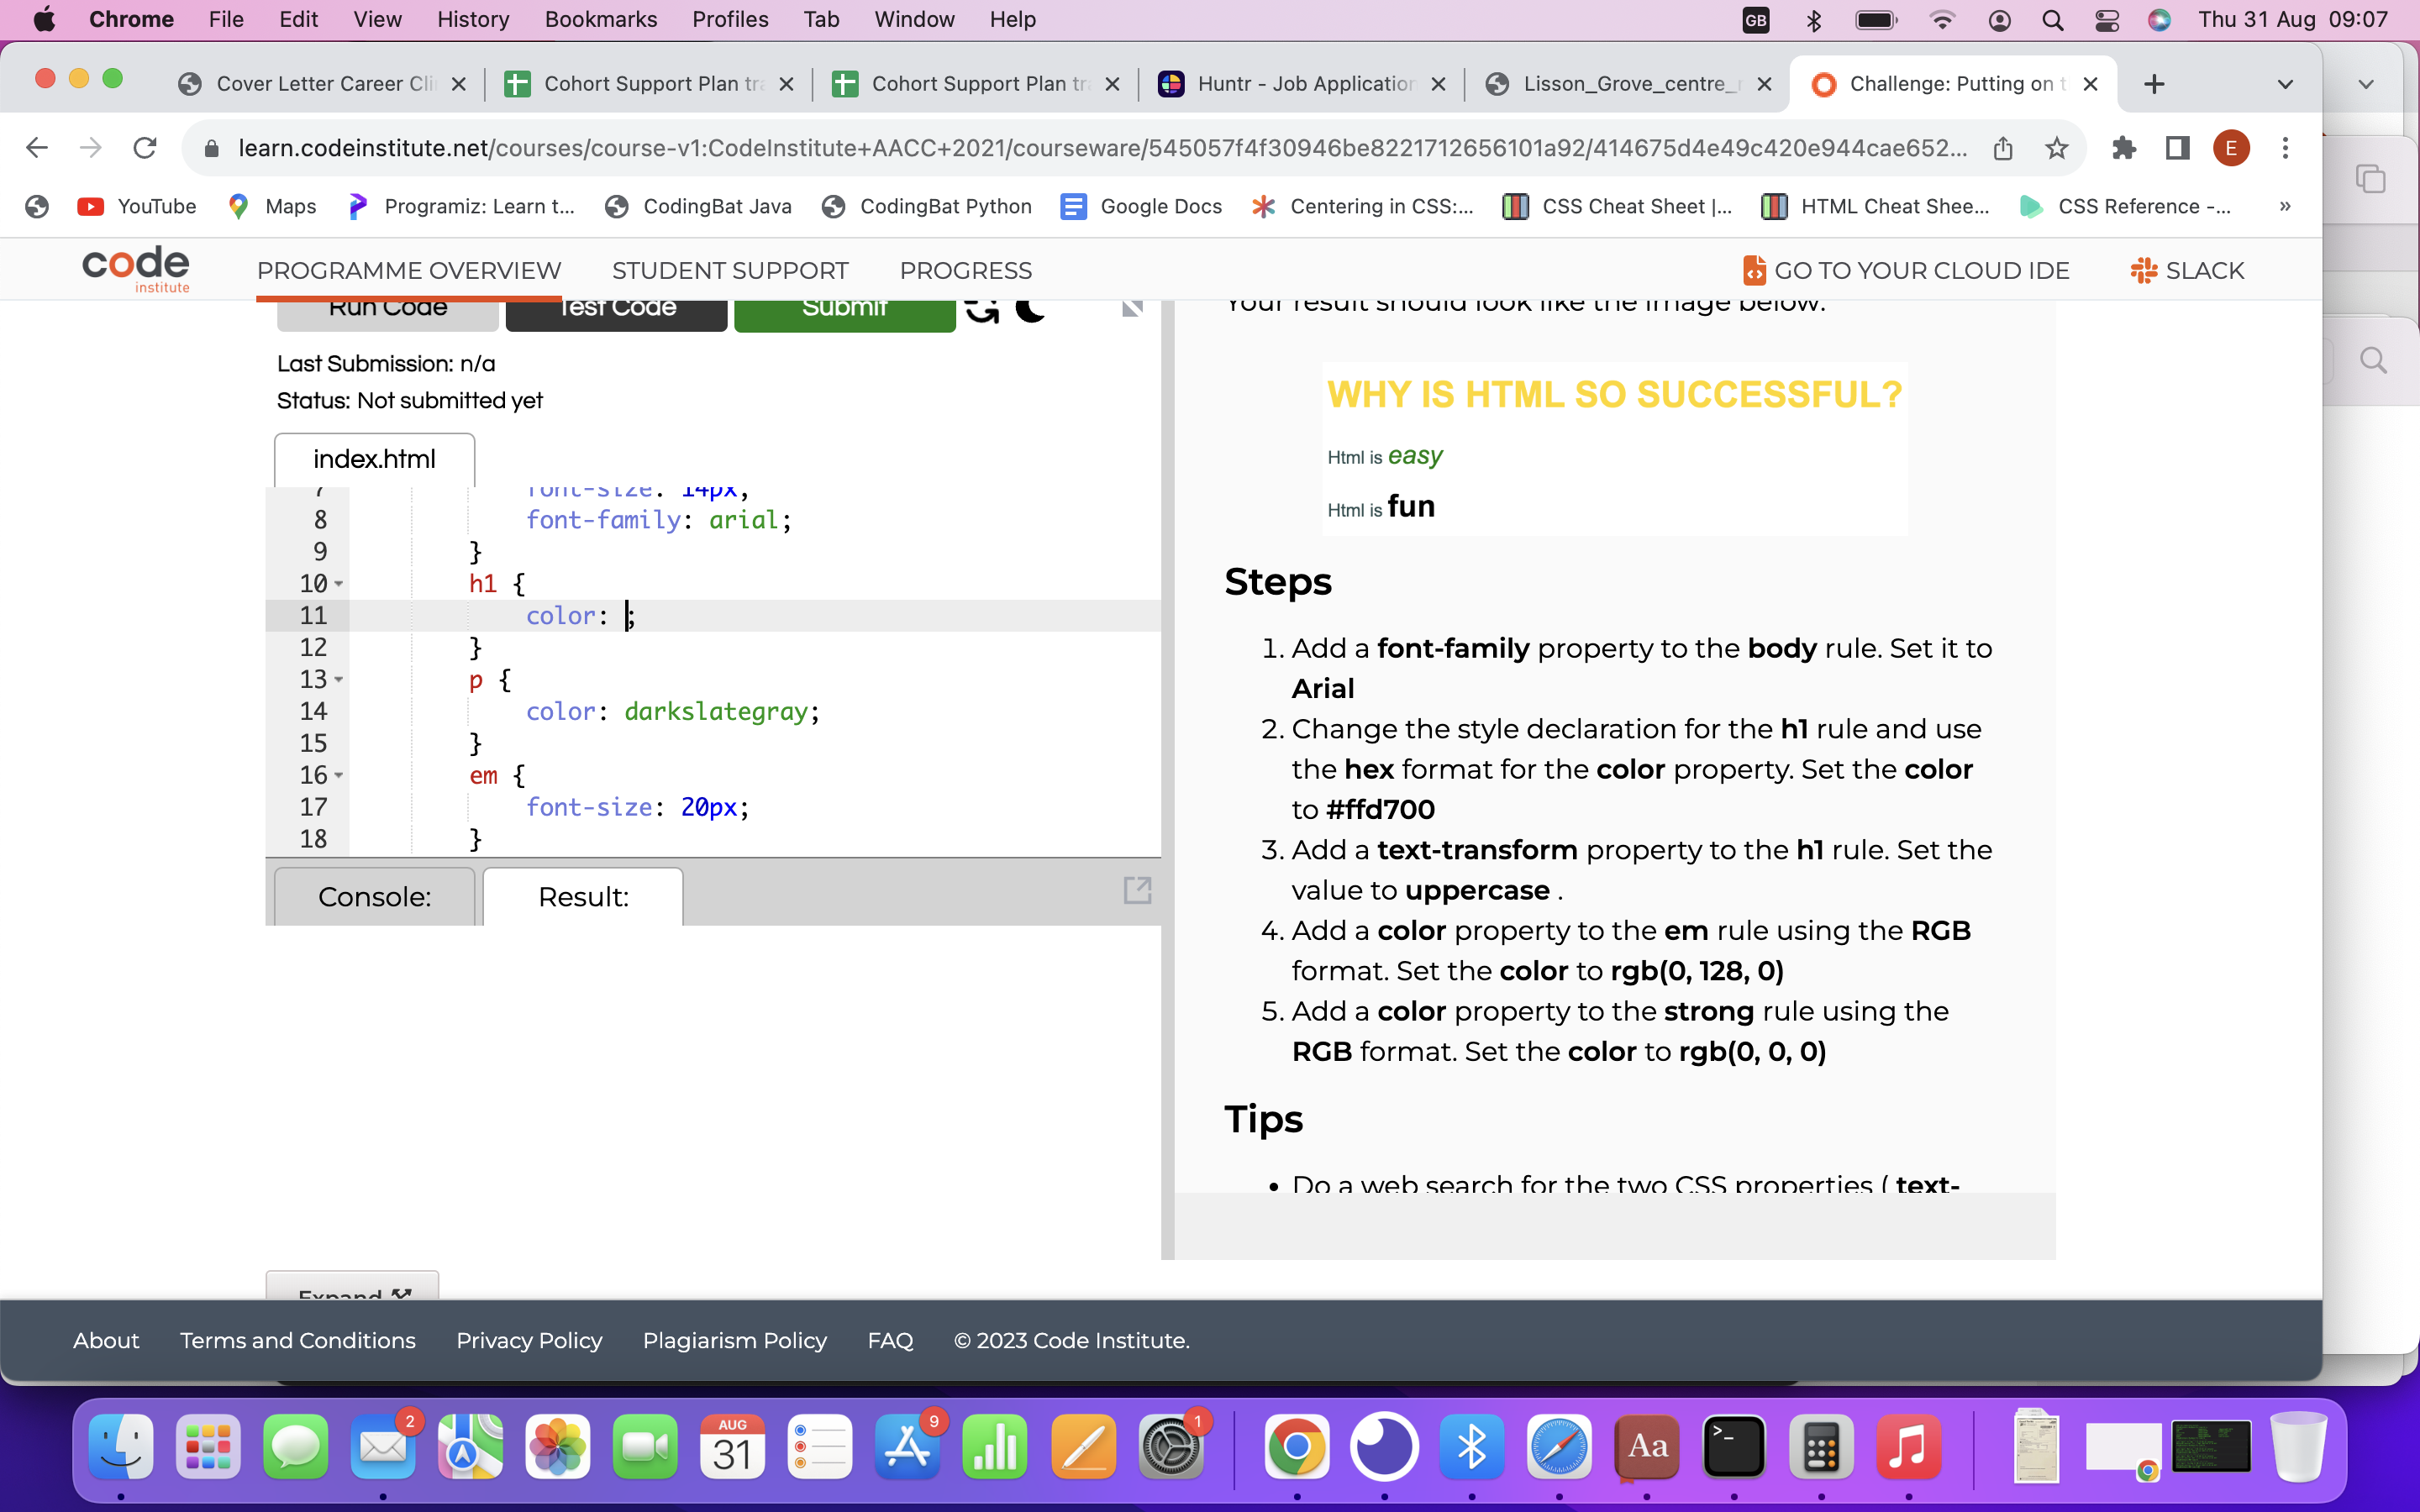 Chrome File Edit View History Bookmarks Profiles Tab Window Help GB Thu 31 Aug 09:07
Cover Letter Career Cli Cohort Support Plan tra Cohort Support Plan tra Huntr - Job Application Lisson_Grove_centre_ Challenge: Putting on t
learn.codeinstitute.net/courses/course-v1:CodeInstitute+AACC+2021/courseware/545057f4f30946be8221712656101a92/414675d4e49c420e944cae652... E
YouTube Maps Programiz: Learn t... CodingBat Java CodingBat Python Google Docs Centering in CSS:... CSS Cheat Sheet |... HTML Cheat Shee... CSS Reference -... »
code institute PROGRAMME OVERVIEW STUDENT SUPPORT PROGRESS GO TO YOUR CLOUD IDE SLACK
Run Code Test Code Submit
Last Submission: n/a
Status: Not submitted yet
index.html
7 font-size: 14px;
8 font-family: arial;
9 }
10 h1 {
11 color: ;
12 }
13 p {
14 color: darkslategray;
15 }
16 em {
17 font-size: 20px;
18 }
Console: Result:
Expand
Your result should look like the image below.
WHY IS HTML SO SUCCESSFUL?
Html is easy
Html is fun
Steps
1. Add a font-family property to the body rule. Set it to
Arial
2. Change the style declaration for the h1 rule and use
the hex format for the color property. Set the color
to #ffd700
3. Add a text-transform property to the h1 rule. Set the
value to uppercase .
4. Add a color property to the em rule using the RGB
format. Set the color to rgb(0, 128, 0)
5. Add a color property to the strong rule using the
RGB format. Set the color to rgb(0, 0, 0)
Tips
• Do a web search for the two CSS properties ( text-
About Terms and Conditions Privacy Policy Plagiarism Policy FAQ © 2023 Code Institute.
2 AUG 31 9 1 Aa >_